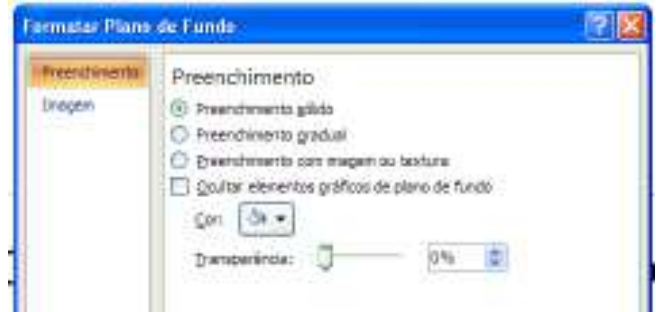 Formatar Plano de Fundo
Preenchimento
Imagem
Preenchimento
Preenchimento sólido
Preenchimento gradual
Preenchimento com imagem ou textura
Ocultar elementos gráficos de plano de fundo
Cor:
Transparência: 0%